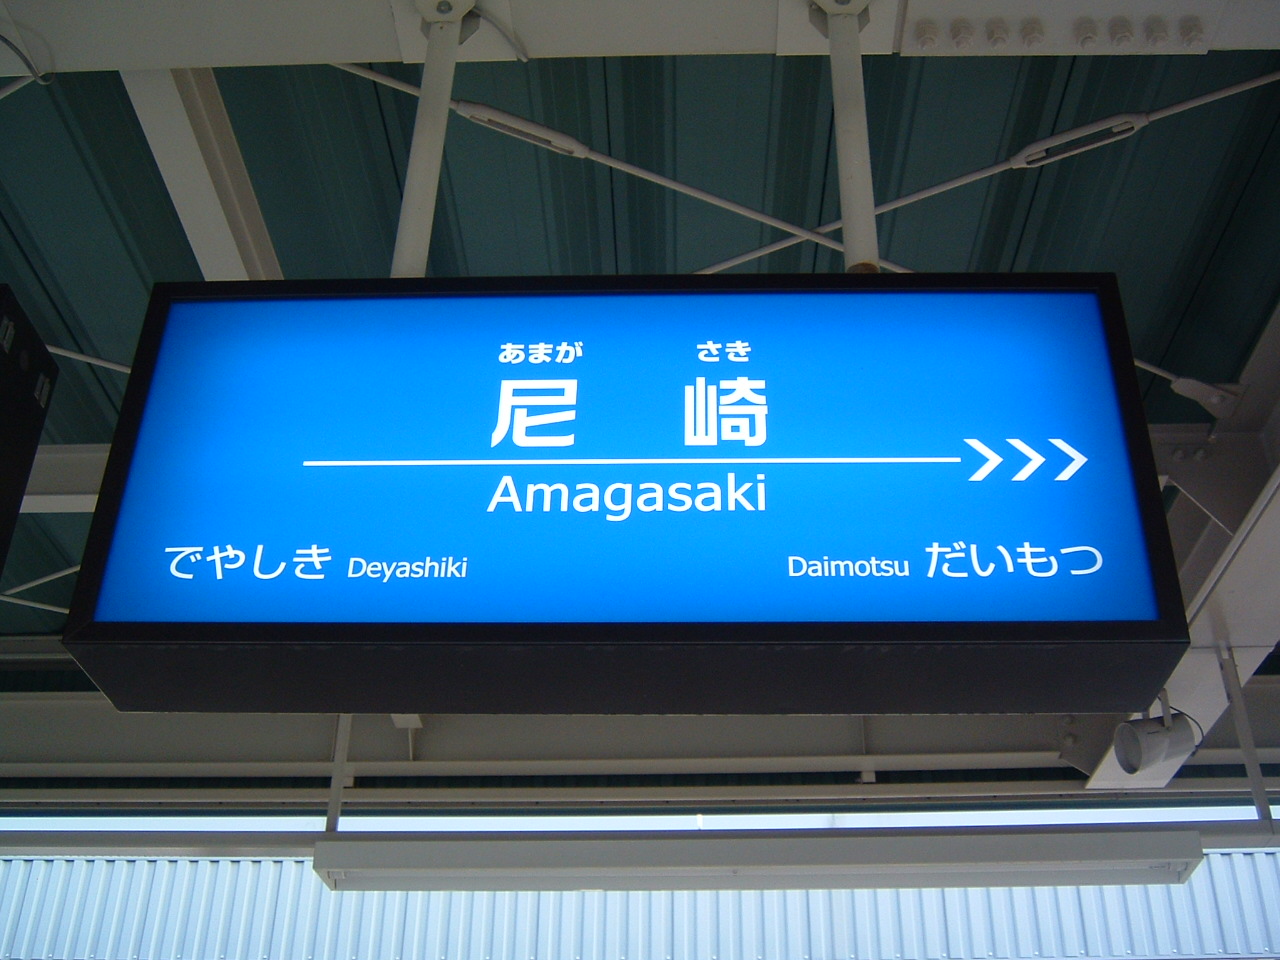 あまが さき
尼 崎
Amagasaki
でやしき Deyashiki Daimotsu だいもつ